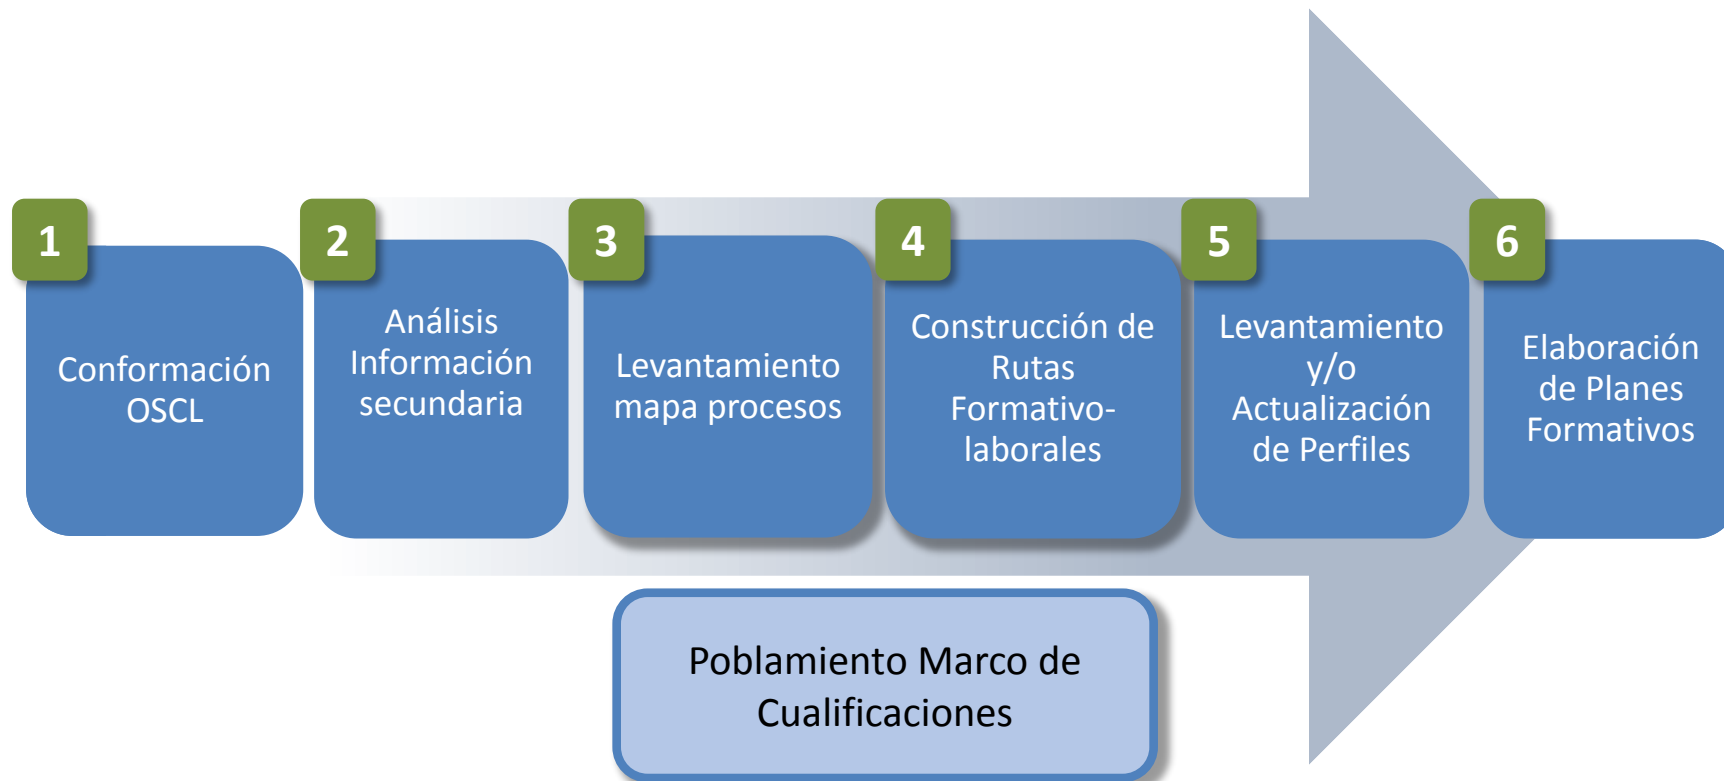 1
Conformación
OSCL
2
Análisis
Información
secundaria
3
Levantamiento
mapa procesos
4
Construcción de
Rutas
Formativo-
laborales
5
Levantamiento
y/o
Actualización
de Perfiles
6
Elaboración
de Planes
Formativos
Poblamiento Marco de
Cualificaciones